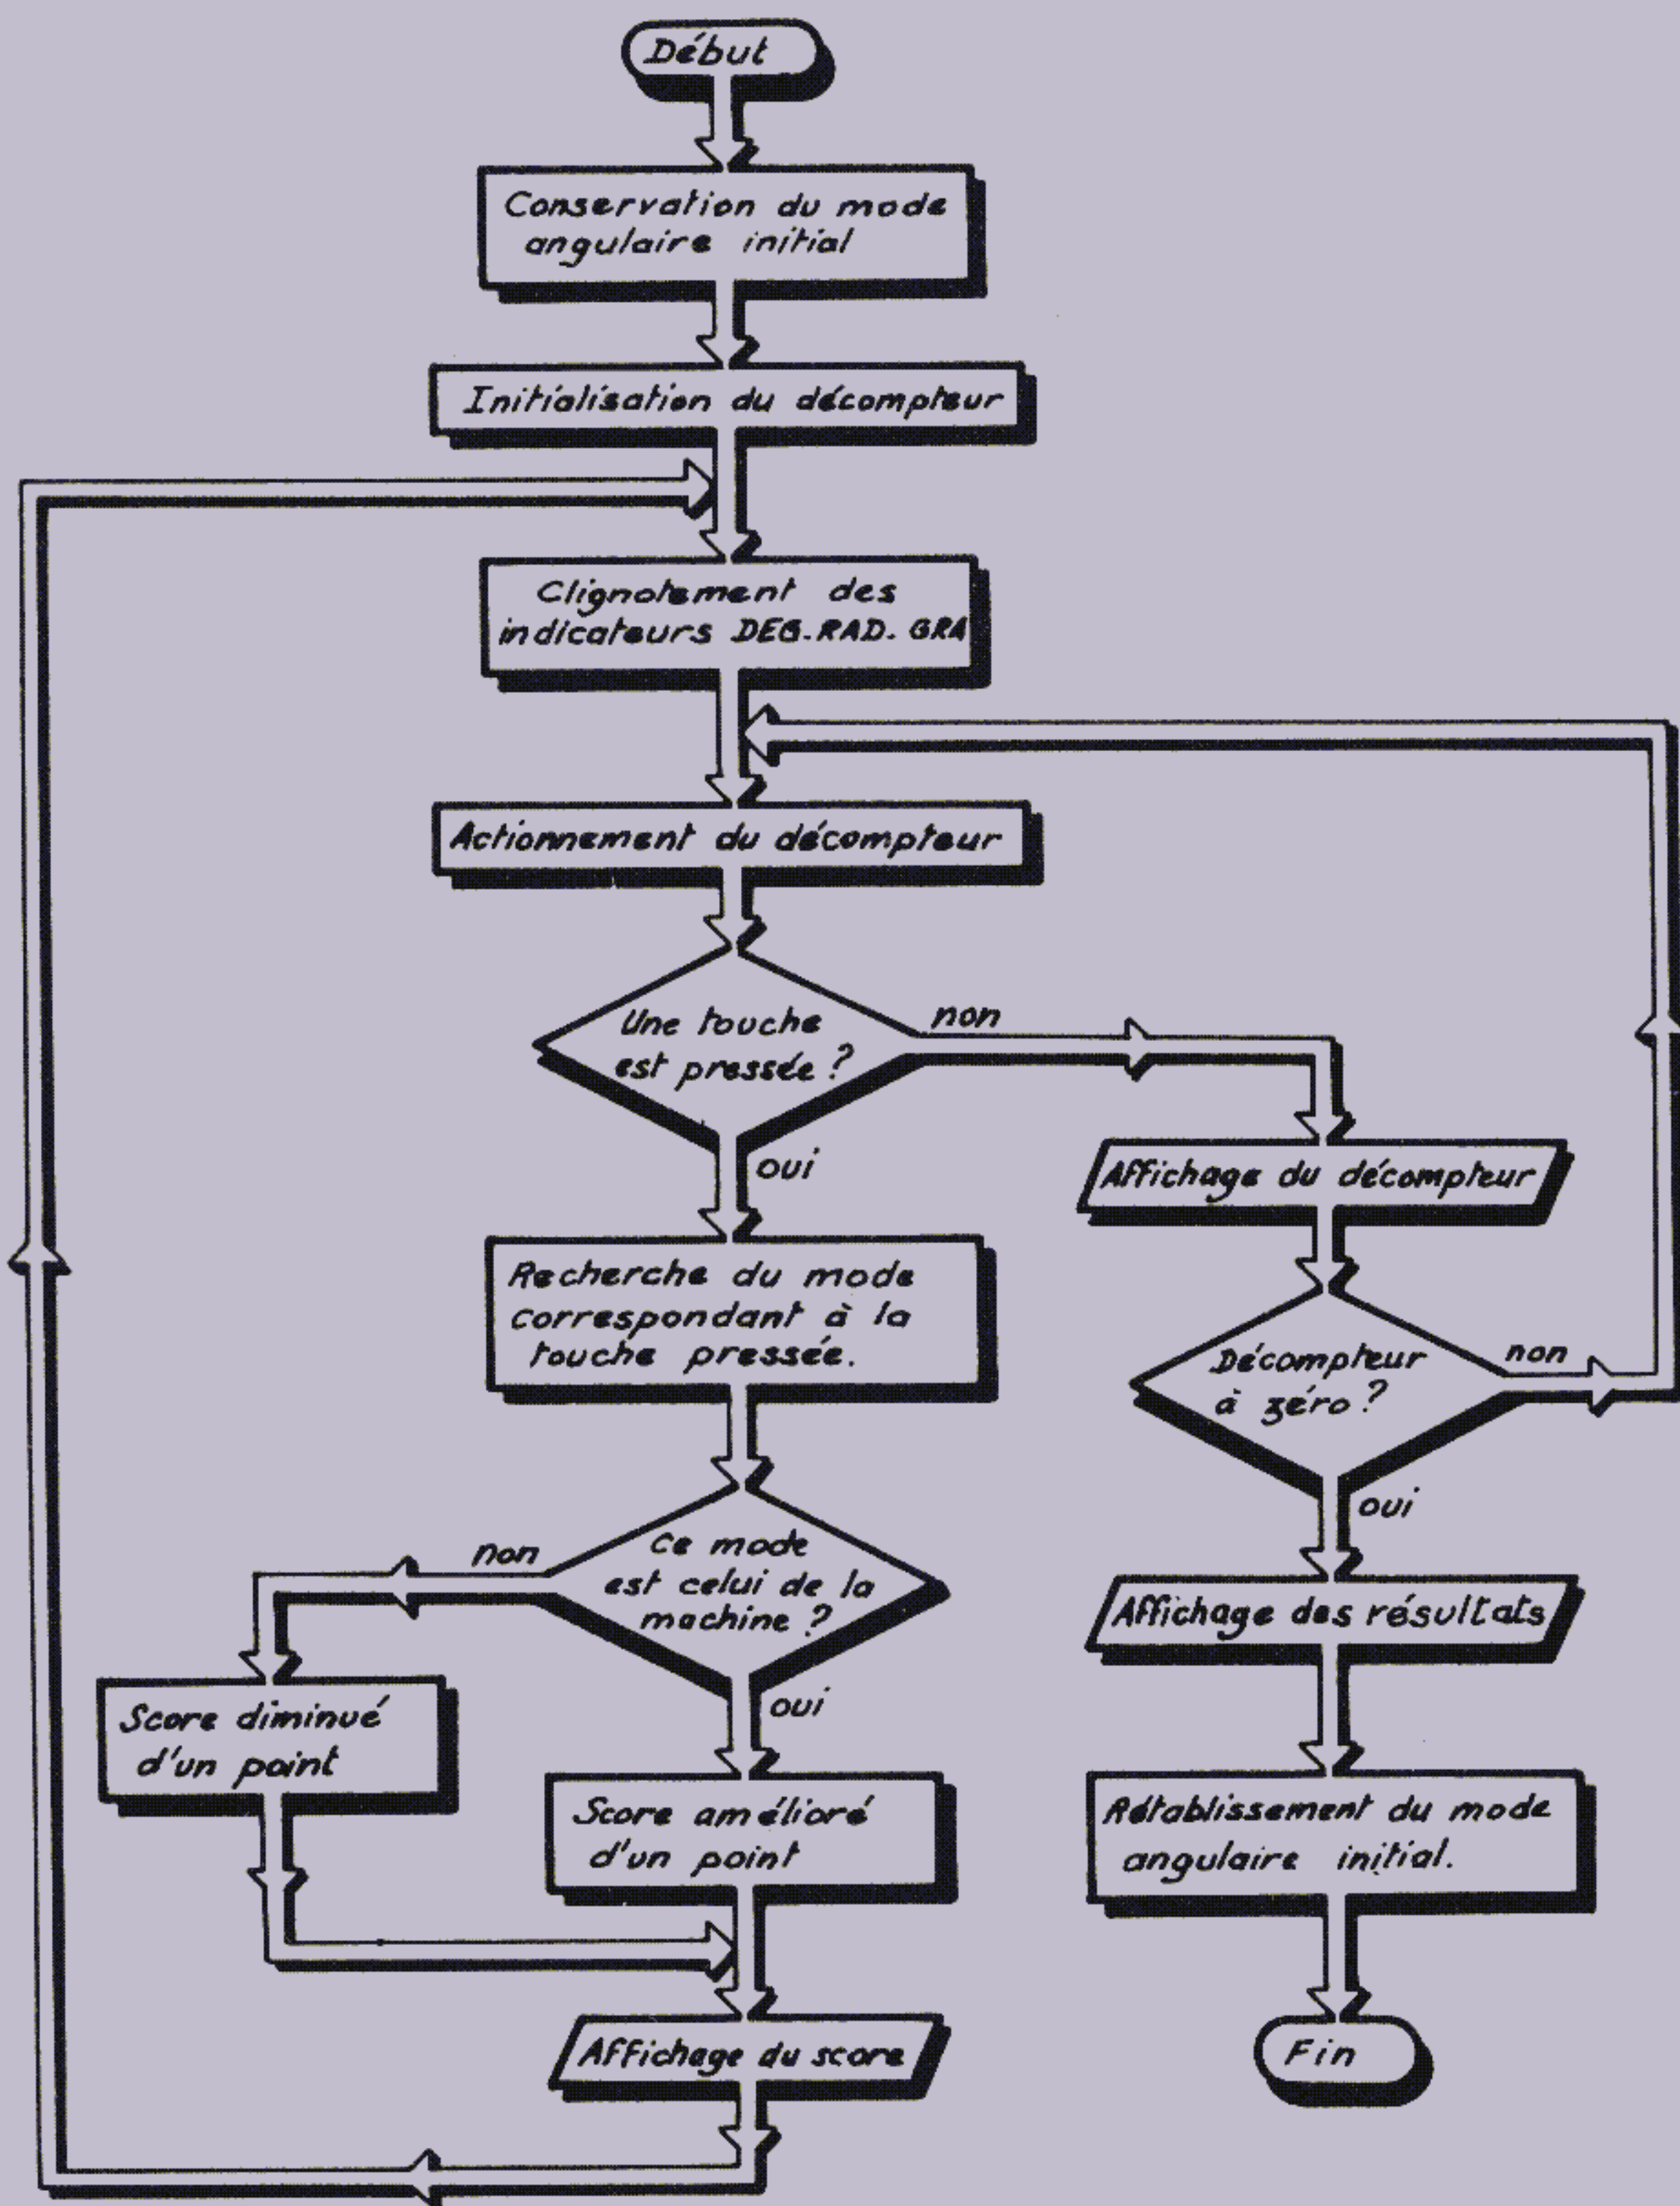 Début
Conservation du mode
angulaire initial
Initialisation du décompteur
Clignotement des
indicateurs DEG.RAD.GRA
Actionnement du décompteur
Une touche
est pressée ?
non
oui
Affichage du décompteur
Recherche du mode
correspondant à la
touche pressée.
Décompteur
à zéro ?
non
oui
Ce mode
est celui de la
machine ?
non
oui
Affichage des résultats
Score diminué
d'un point
Score amélioré
d'un point
Rétablissement du mode
angulaire initial.
Affichage du score
Fin